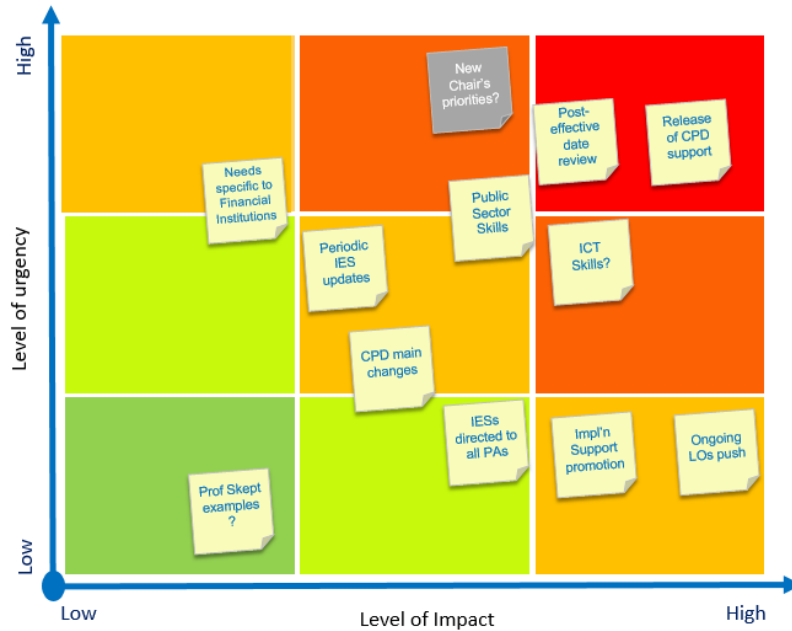 High
New
Chair's
priorities?
Post-
effective
date
review
Release
of CPD
support
Needs
specific to
Financial
Institutions
Public
Sector
Skills
Periodic
IES
updates
ICT
Skills?
CPD main
changes
IESs
directed to
all PAs
Impl'n
Support
promotion
Ongoing
LOs push
Prof Skept
examples
?
Level of urgency
Low
Low
Level of Impact
High